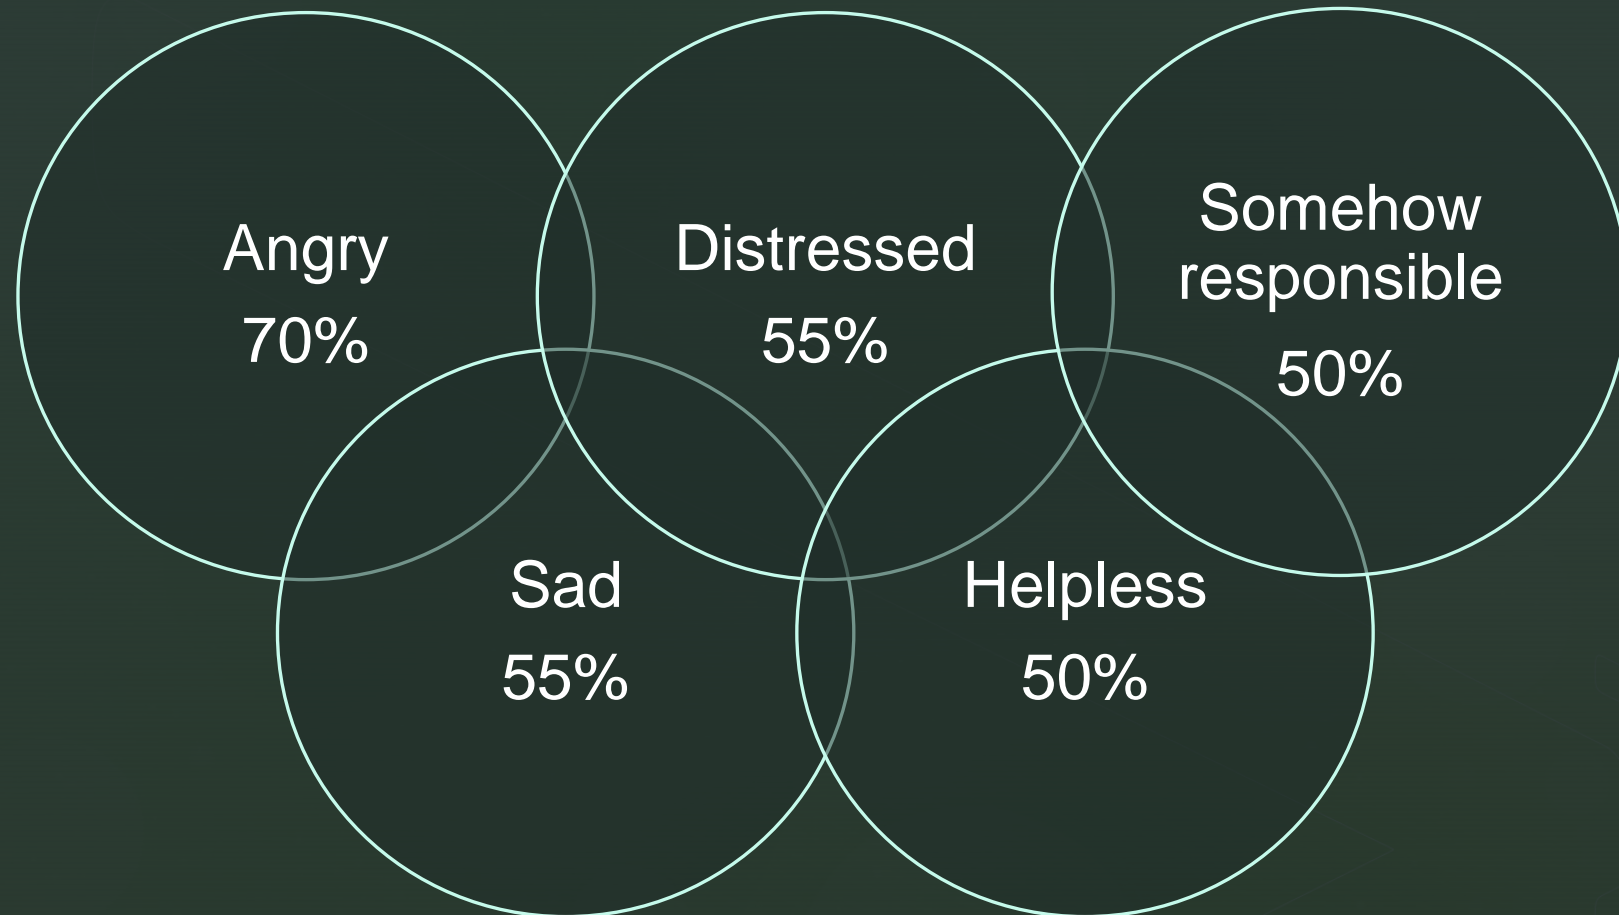 Angry
70%
Distressed
55%
Somehow
responsible
50%
Sad
55%
Helpless
50%